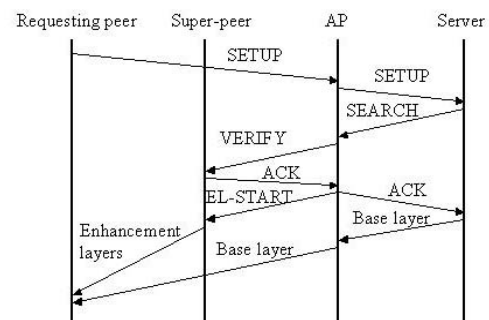 Requesting peer Super-peer AP Server
SETUP
SETUP
SEARCH
VERIFY
ACK
EL-START
ACK
Base layer
Enhancement
layers
Base layer